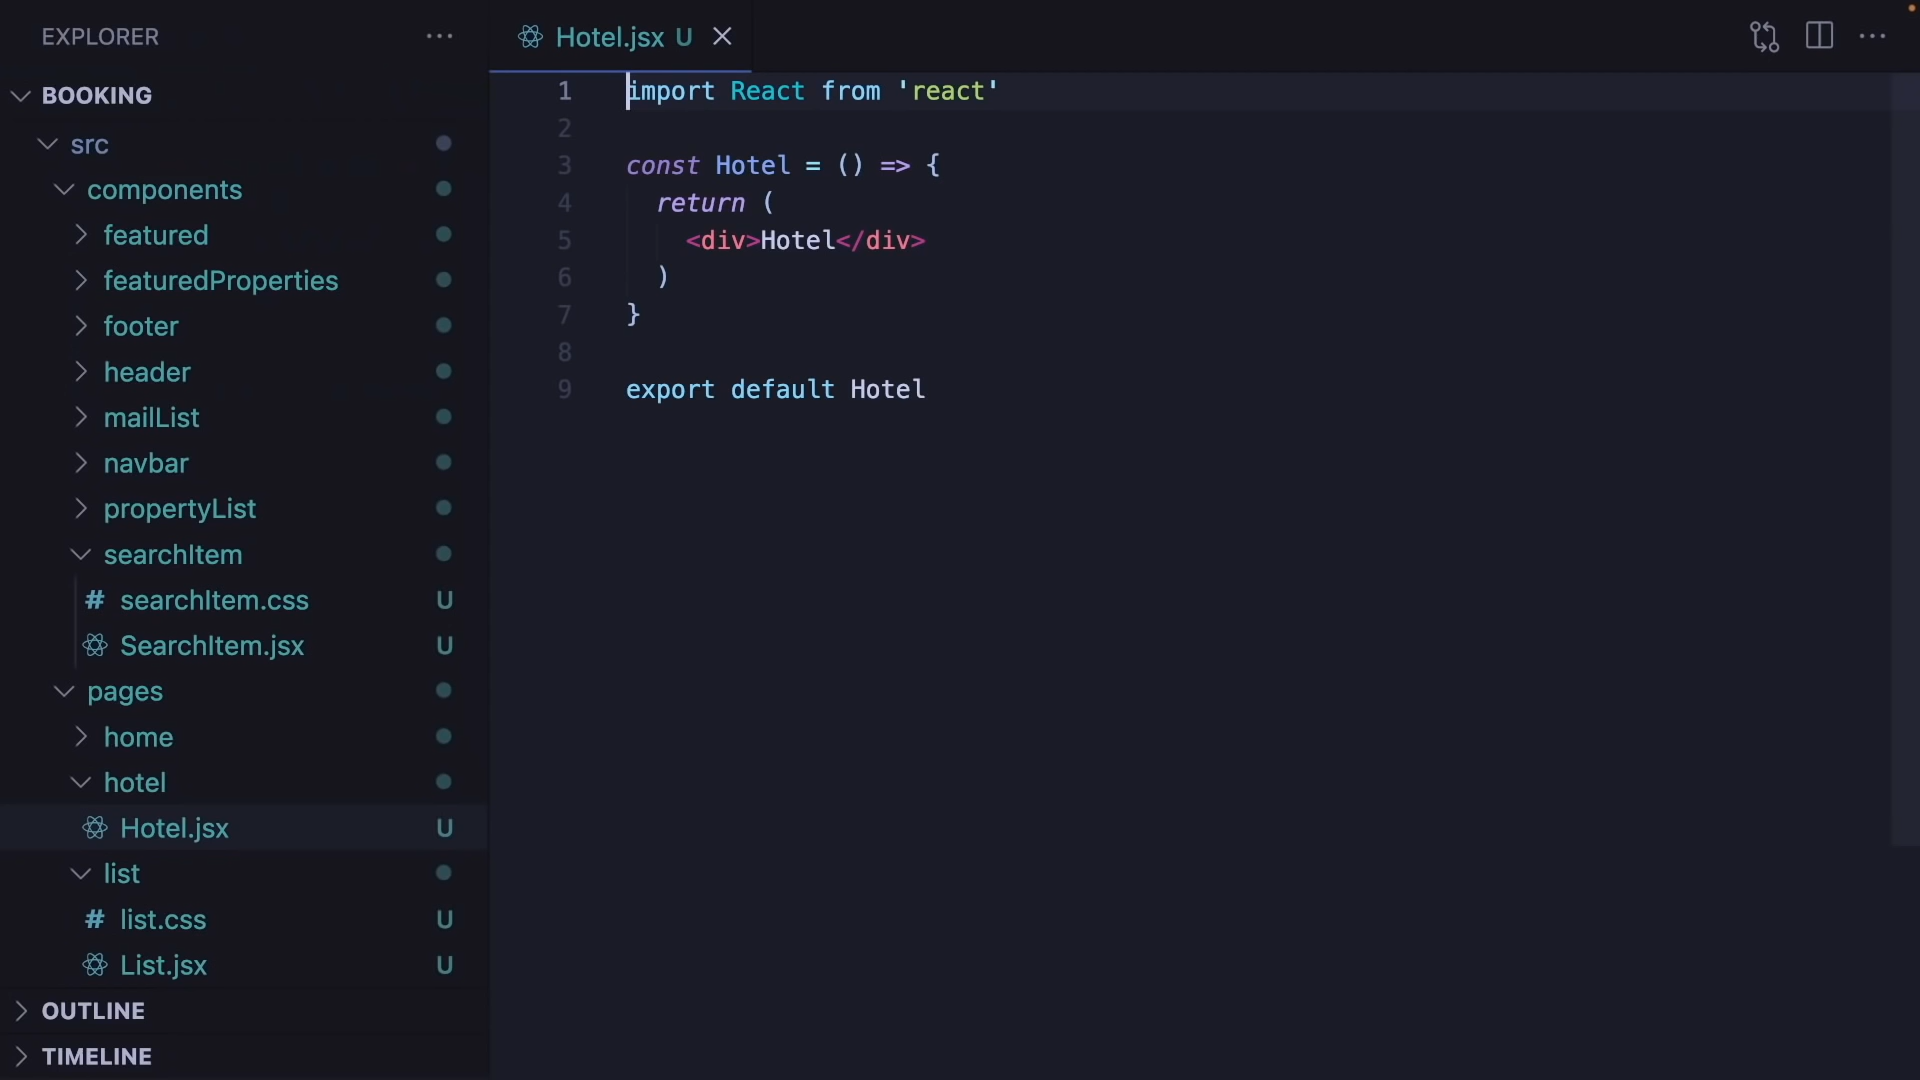 EXPLORER
BOOKING
src
components
featured
featuredProperties
footer
header
mailList
navbar
propertyList
searchItem
# searchItem.css U
SearchItem.jsx U
pages
home
hotel
Hotel.jsx U
list
# list.css U
List.jsx U
OUTLINE
TIMELINE
Hotel.jsx U
1 import React from 'react'
2
3 const Hotel = () => {
4 return (
5 <div>Hotel</div>
6 )
7 }
8
9 export default Hotel